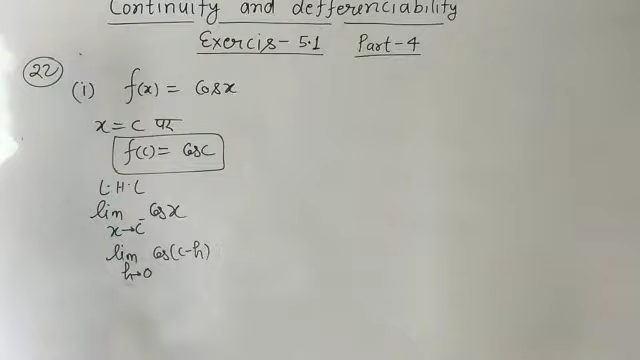 Continuity and defferenciability
Exercis-5.1 Part-4
22 (i) f(x) = cosx
x = c पर
f(c) = cosc
L.H.L
lim cosx
x→c⁻
lim cos(c-h)
h→0